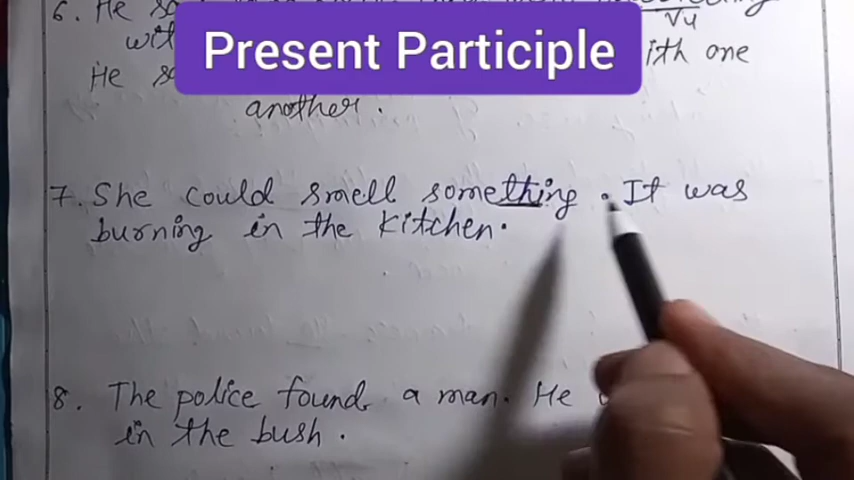 Present Participle
6. He
wit ith one
He
another.
7. She could smell something. It was
burning in the kitchen.
8. The police found a man. He
in the bush.